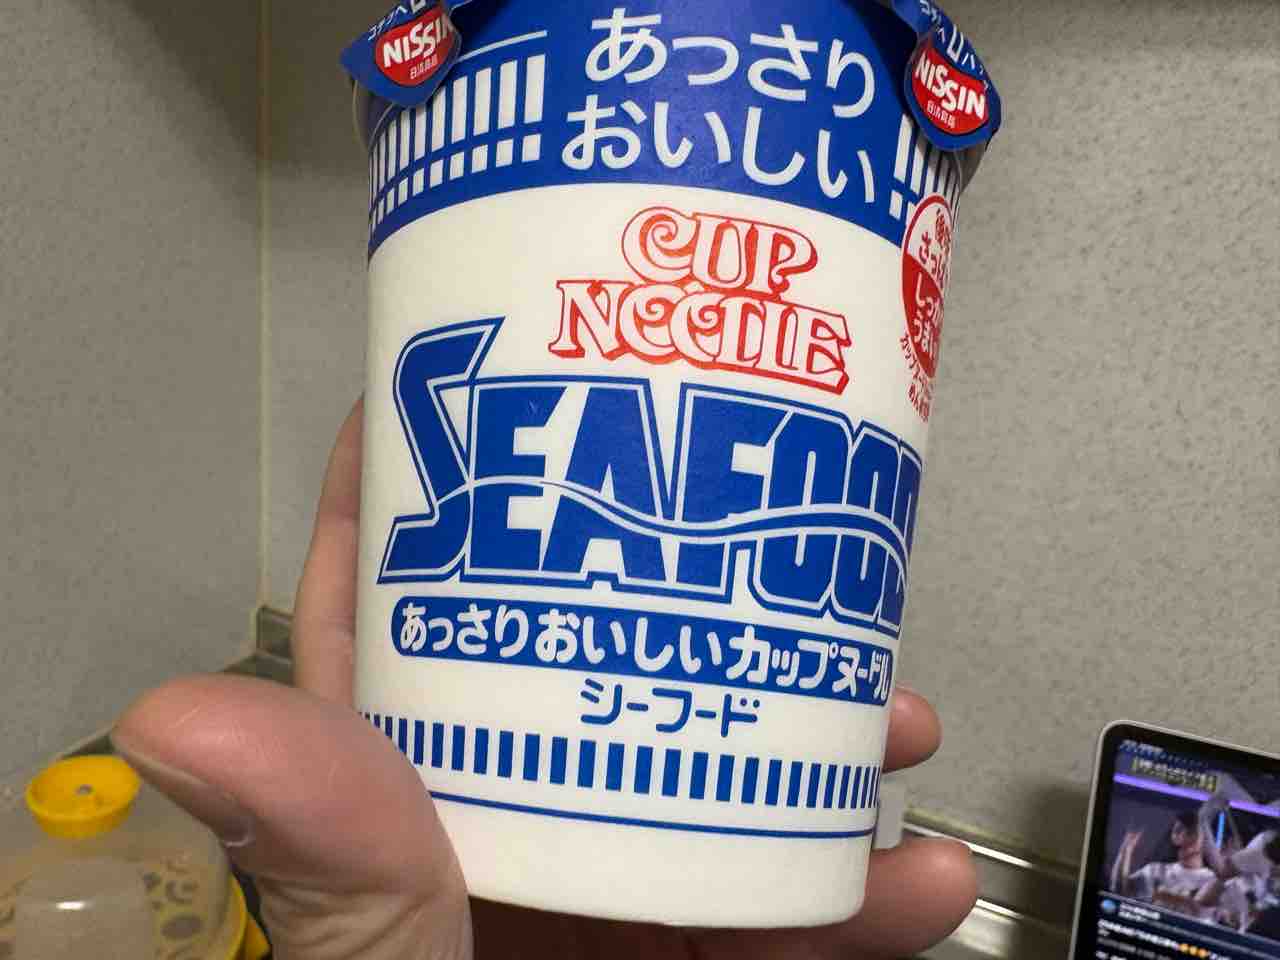 NISSIN
日清食品
あっさり
おいしい
NISSIN
日清食品
CUP
NOODLE
SEAFOOD
あっさりおいしいカップヌードル
シーフード